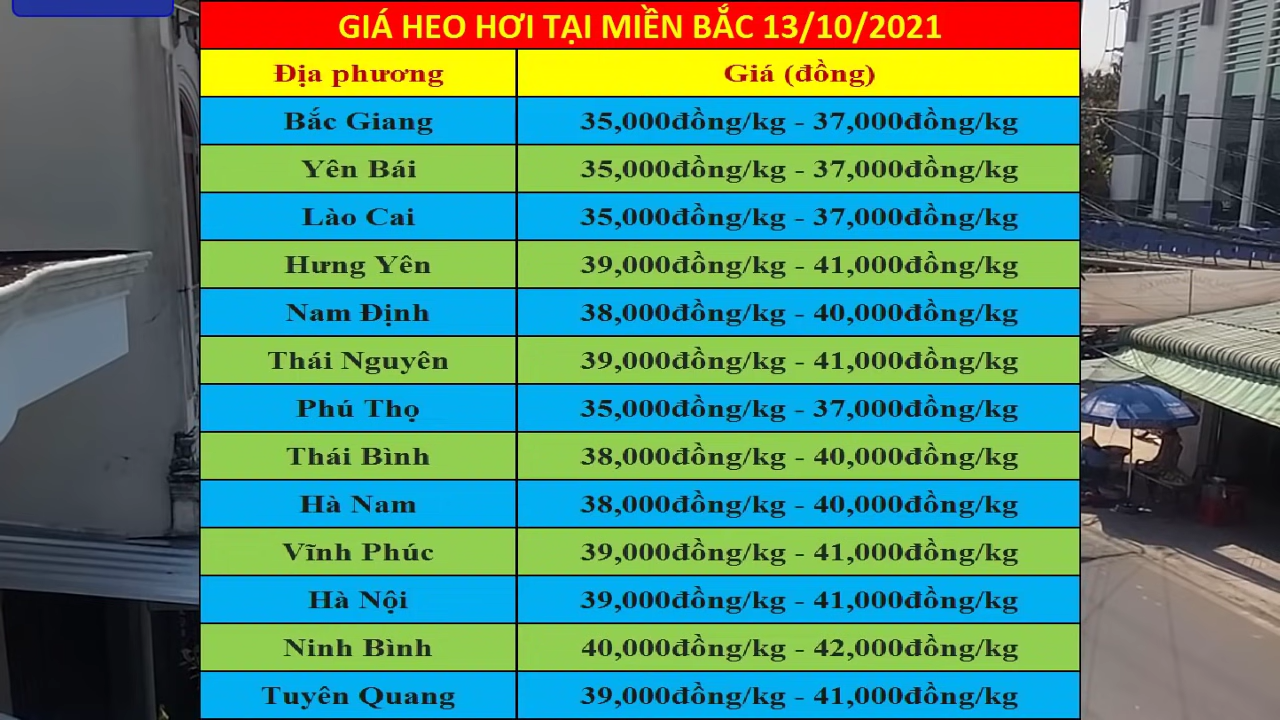 GIÁ HEO HƠI TẠI MIỀN BẮC 13/10/2021
Địa phương Giá (đồng)
Bắc Giang 35,000đồng/kg - 37,000đồng/kg
Yên Bái 35,000đồng/kg - 37,000đồng/kg
Lào Cai 35,000đồng/kg - 37,000đồng/kg
Hưng Yên 39,000đồng/kg - 41,000đồng/kg
Nam Định 38,000đồng/kg - 40,000đồng/kg
Thái Nguyên 39,000đồng/kg - 41,000đồng/kg
Phú Thọ 35,000đồng/kg - 37,000đồng/kg
Thái Bình 38,000đồng/kg - 40,000đồng/kg
Hà Nam 38,000đồng/kg - 40,000đồng/kg
Vĩnh Phúc 39,000đồng/kg - 41,000đồng/kg
Hà Nội 39,000đồng/kg - 41,000đồng/kg
Ninh Bình 40,000đồng/kg - 42,000đồng/kg
Tuyên Quang 39,000đồng/kg - 41,000đồng/kg